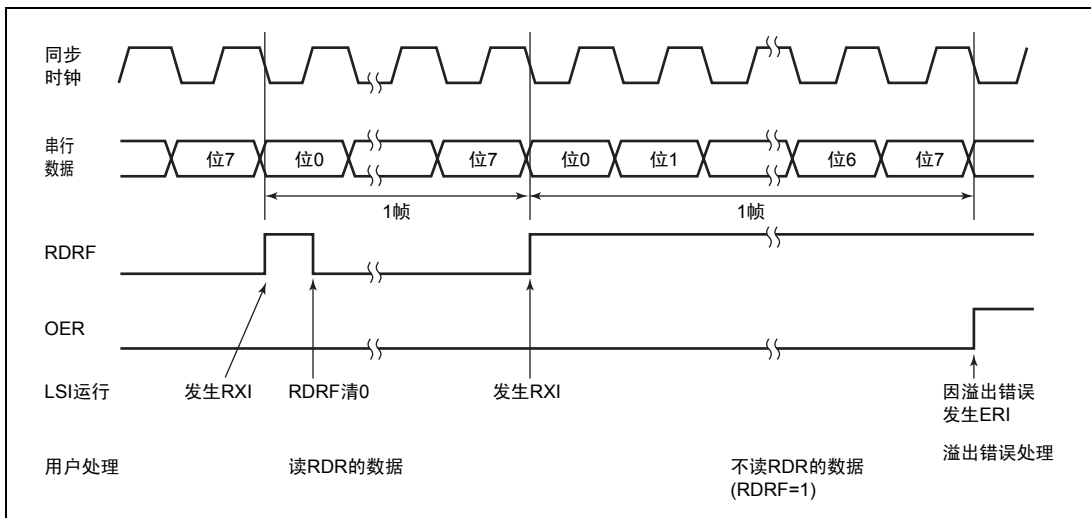 同步
时钟
串行
数据
位7
位0
位7
位0
位1
位6
位7
1帧
1帧
RDRF
OER
LSI运行
发生RXI
RDRF清0
发生RXI
因溢出错误
发生ERI
用户处理
读RDR的数据
不读RDR的数据
(RDRF=1)
溢出错误处理